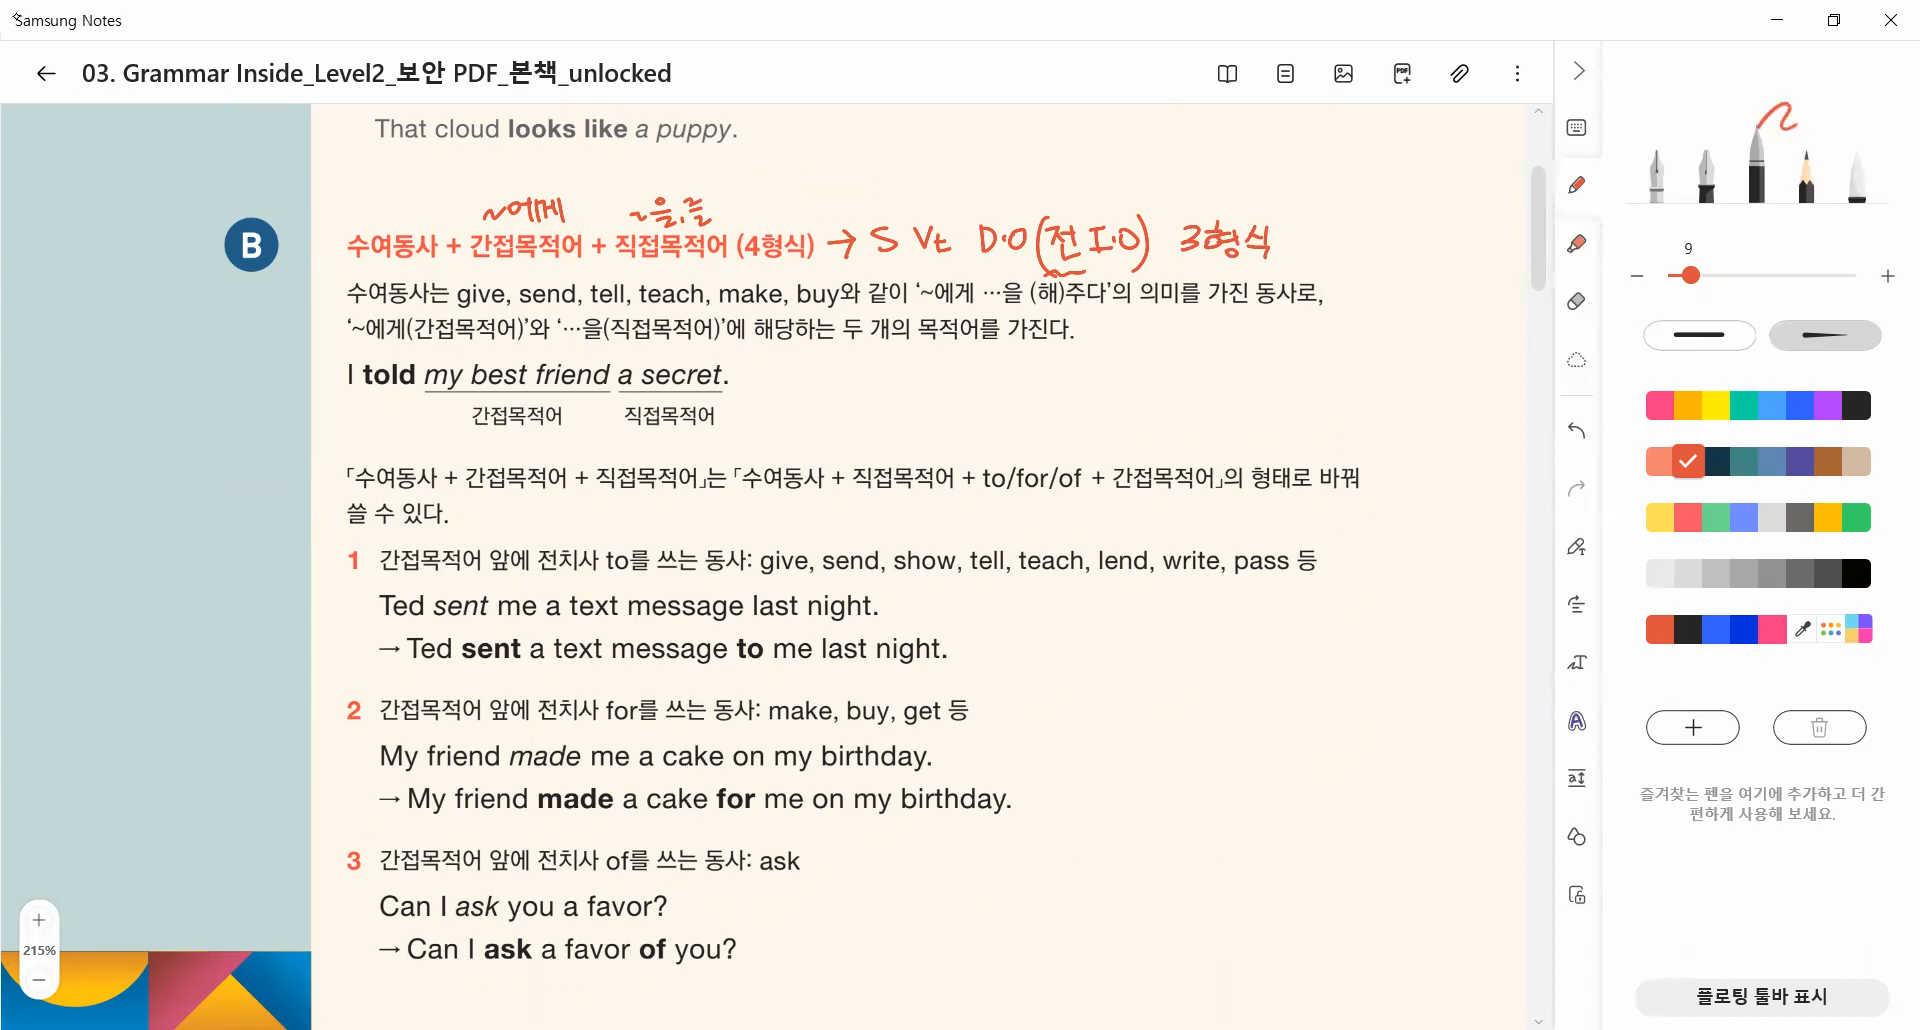 Samsung Notes
03. Grammar Inside_Level2_보안 PDF_본책_unlocked
That cloud looks like a puppy.
~에게 ~을,를
B
수여동사 + 간접목적어 + 직접목적어 (4형식) → S Vt D.O (전 I.O) 3형식
수여동사는 give, send, tell, teach, make, buy와 같이 ‘~에게 …을 (해)주다’의 의미를 가진 동사로,
‘~에게(간접목적어)’와 ‘…을(직접목적어)’에 해당하는 두 개의 목적어를 가진다.
I told my best friend a secret.
간접목적어 직접목적어
「수여동사 + 간접목적어 + 직접목적어」는 「수여동사 + 직접목적어 + to/for/of + 간접목적어」의 형태로 바꿔
쓸 수 있다.
1 간접목적어 앞에 전치사 to를 쓰는 동사: give, send, show, tell, teach, lend, write, pass 등
Ted sent me a text message last night.
→ Ted sent a text message to me last night.
2 간접목적어 앞에 전치사 for를 쓰는 동사: make, buy, get 등
My friend made me a cake on my birthday.
→ My friend made a cake for me on my birthday.
3 간접목적어 앞에 전치사 of를 쓰는 동사: ask
Can I ask you a favor?
→ Can I ask a favor of you?
215%
9
즐겨찾는 펜을 여기에 추가하고 더 간
편하게 사용해 보세요.
플로팅 툴바 표시